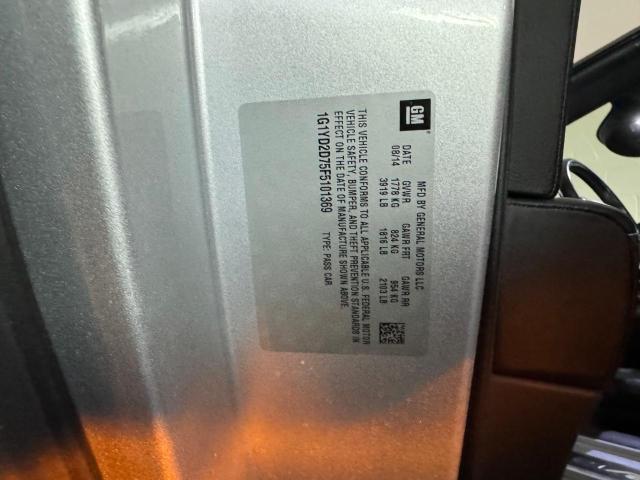 GM
MFD BY GENERAL MOTORS LLC
DATE GVWR GAWR FRT GAWR RR
08/14 1778 KG 824 KG 954 KG
3919 LB 1816 LB 2103 LB
THIS VEHICLE CONFORMS TO ALL APPLICABLE U.S. FEDERAL MOTOR
VEHICLE SAFETY, BUMPER, AND THEFT PREVENTION STANDARDS IN
EFFECT ON THE DATE OF MANUFACTURE SHOWN ABOVE.
1G1YD2D75F5101369 TYPE: PASS CAR